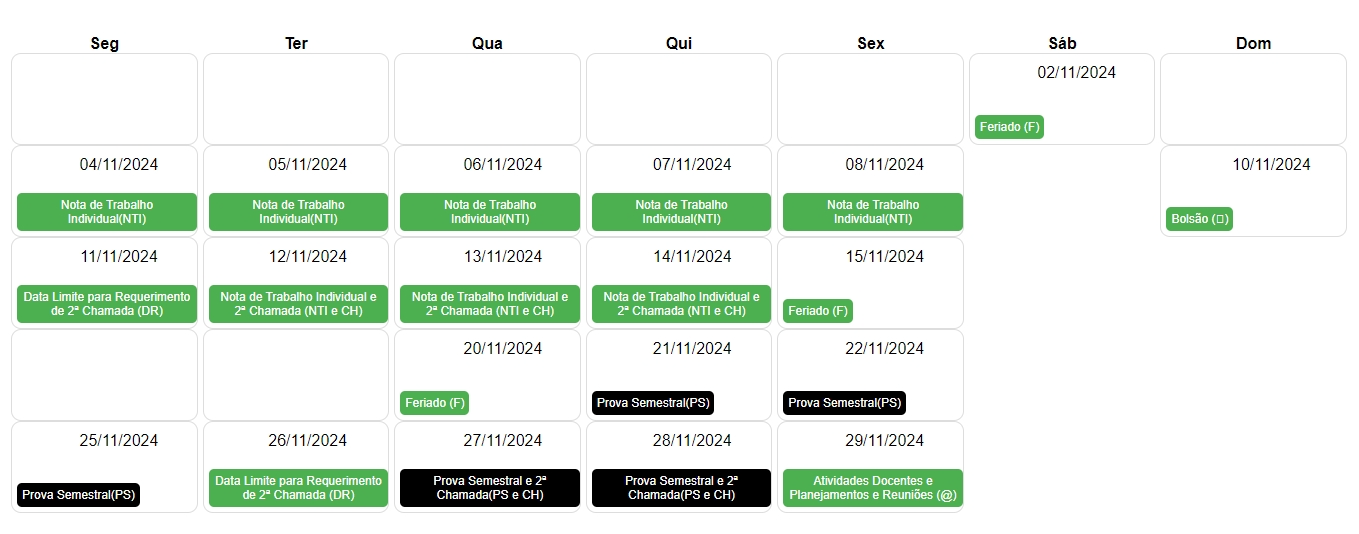 Seg Ter Qua Qui Sex Sáb Dom
02/11/2024
Feriado (F)
04/11/2024 05/11/2024 06/11/2024 07/11/2024 08/11/2024 10/11/2024
Nota de Trabalho Nota de Trabalho Nota de Trabalho Nota de Trabalho Nota de Trabalho
Individual(NTI) Individual(NTI) Individual(NTI) Individual(NTI) Individual(NTI)
Bolsão (▯)
11/11/2024 12/11/2024 13/11/2024 14/11/2024 15/11/2024
Data Limite para Requerimento Nota de Trabalho Individual e Nota de Trabalho Individual e Nota de Trabalho Individual e
de 2ª Chamada (DR) 2ª Chamada (NTI e CH) 2ª Chamada (NTI e CH) 2ª Chamada (NTI e CH) Feriado (F)
20/11/2024 21/11/2024 22/11/2024
Feriado (F) Prova Semestral(PS) Prova Semestral(PS)
25/11/2024 26/11/2024 27/11/2024 28/11/2024 29/11/2024
Data Limite para Requerimento Prova Semestral e 2ª Prova Semestral e 2ª Atividades Docentes e
Prova Semestral(PS) de 2ª Chamada (DR) Chamada(PS e CH) Chamada(PS e CH) Planejamentos e Reuniões (@)